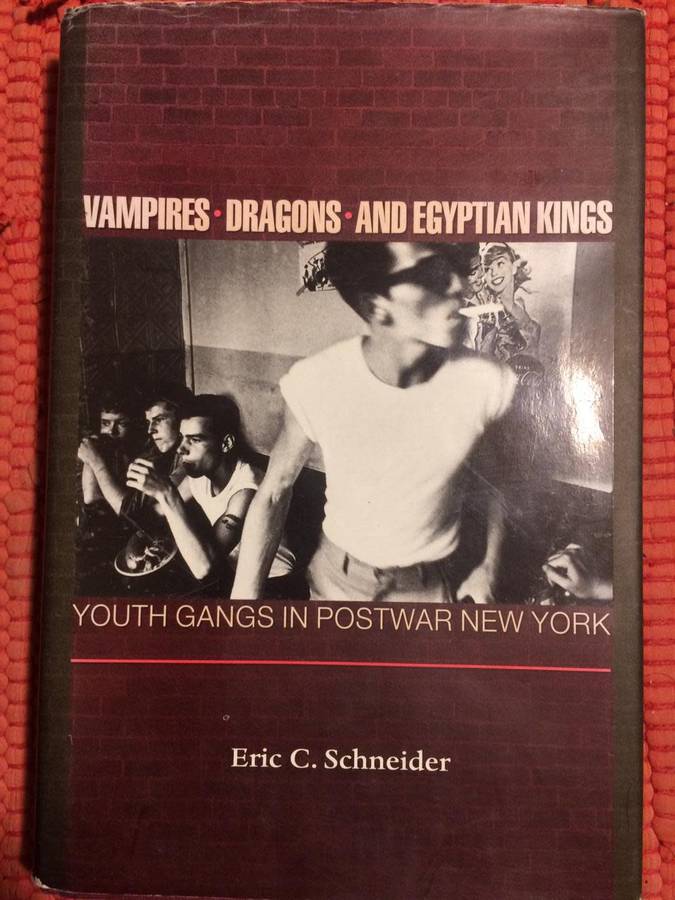 VAMPIRES • DRAGONS • AND EGYPTIAN KINGS
YOUTH GANGS IN POSTWAR NEW YORK
Eric C. Schneider